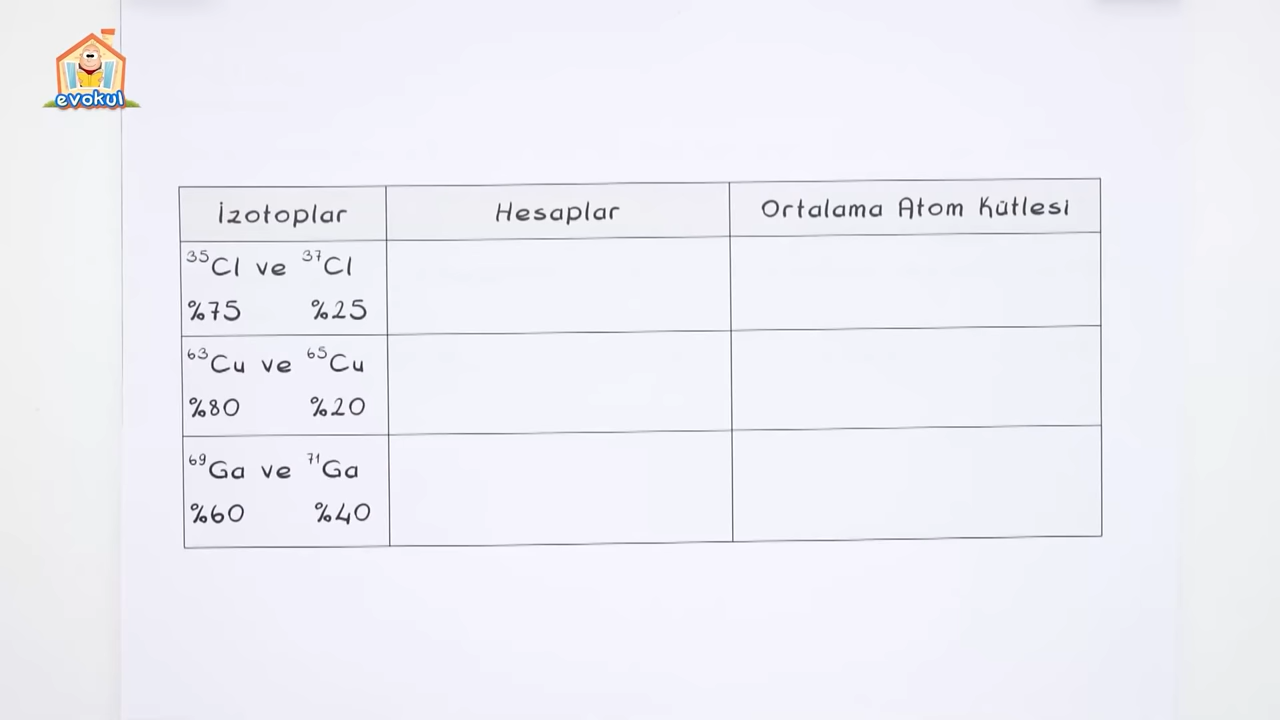 evokul
İzotoplar Hesaplar Ortalama Atom Kütlesi
³⁵Cl ve ³⁷Cl
%75 %25
⁶³Cu ve ⁶⁵Cu
%80 %20
⁶⁹Ga ve ⁷¹Ga
%60 %40